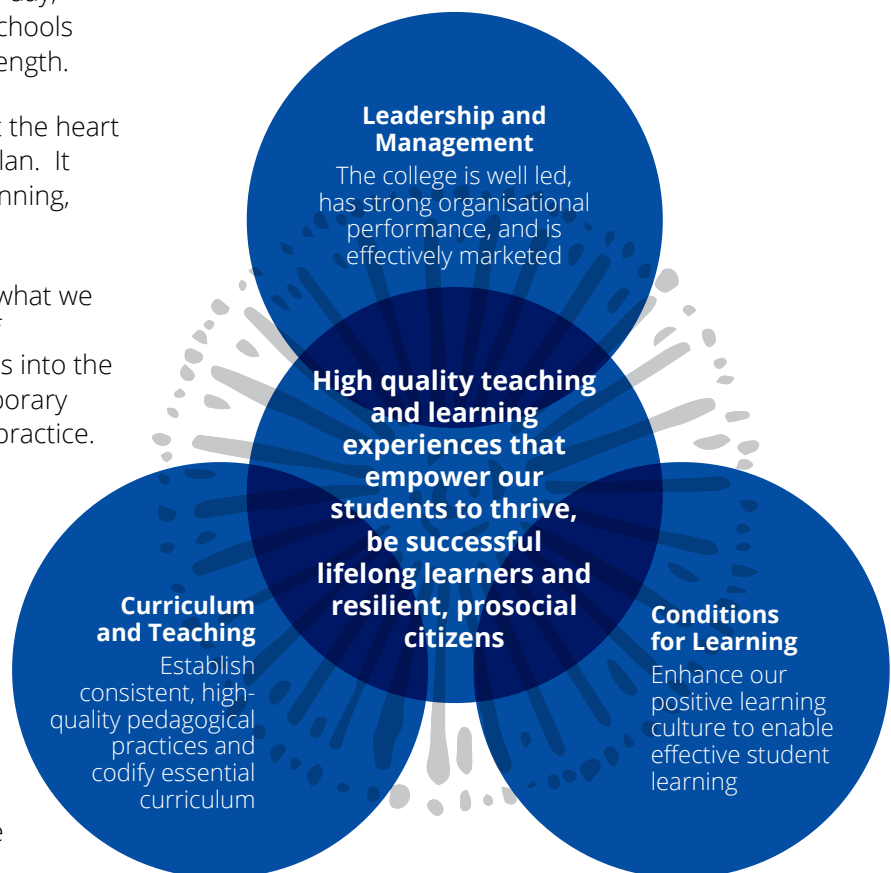 day,
chools
ength.
t the heart
lan.  It
nning,
what we
s into the
porary
practice.
e
Leadership and
Management
The college is well led,
has strong organisational
performance, and is
effectively marketed
High quality teaching
and learning
experiences that
empower our
students to thrive,
be successful
lifelong learners and
resilient, prosocial
citizens
Curriculum
and Teaching
Establish
consistent, high-
quality pedagogical
practices and
codify essential
curriculum
Conditions
for Learning
Enhance our
positive learning
culture to enable
effective student
learning